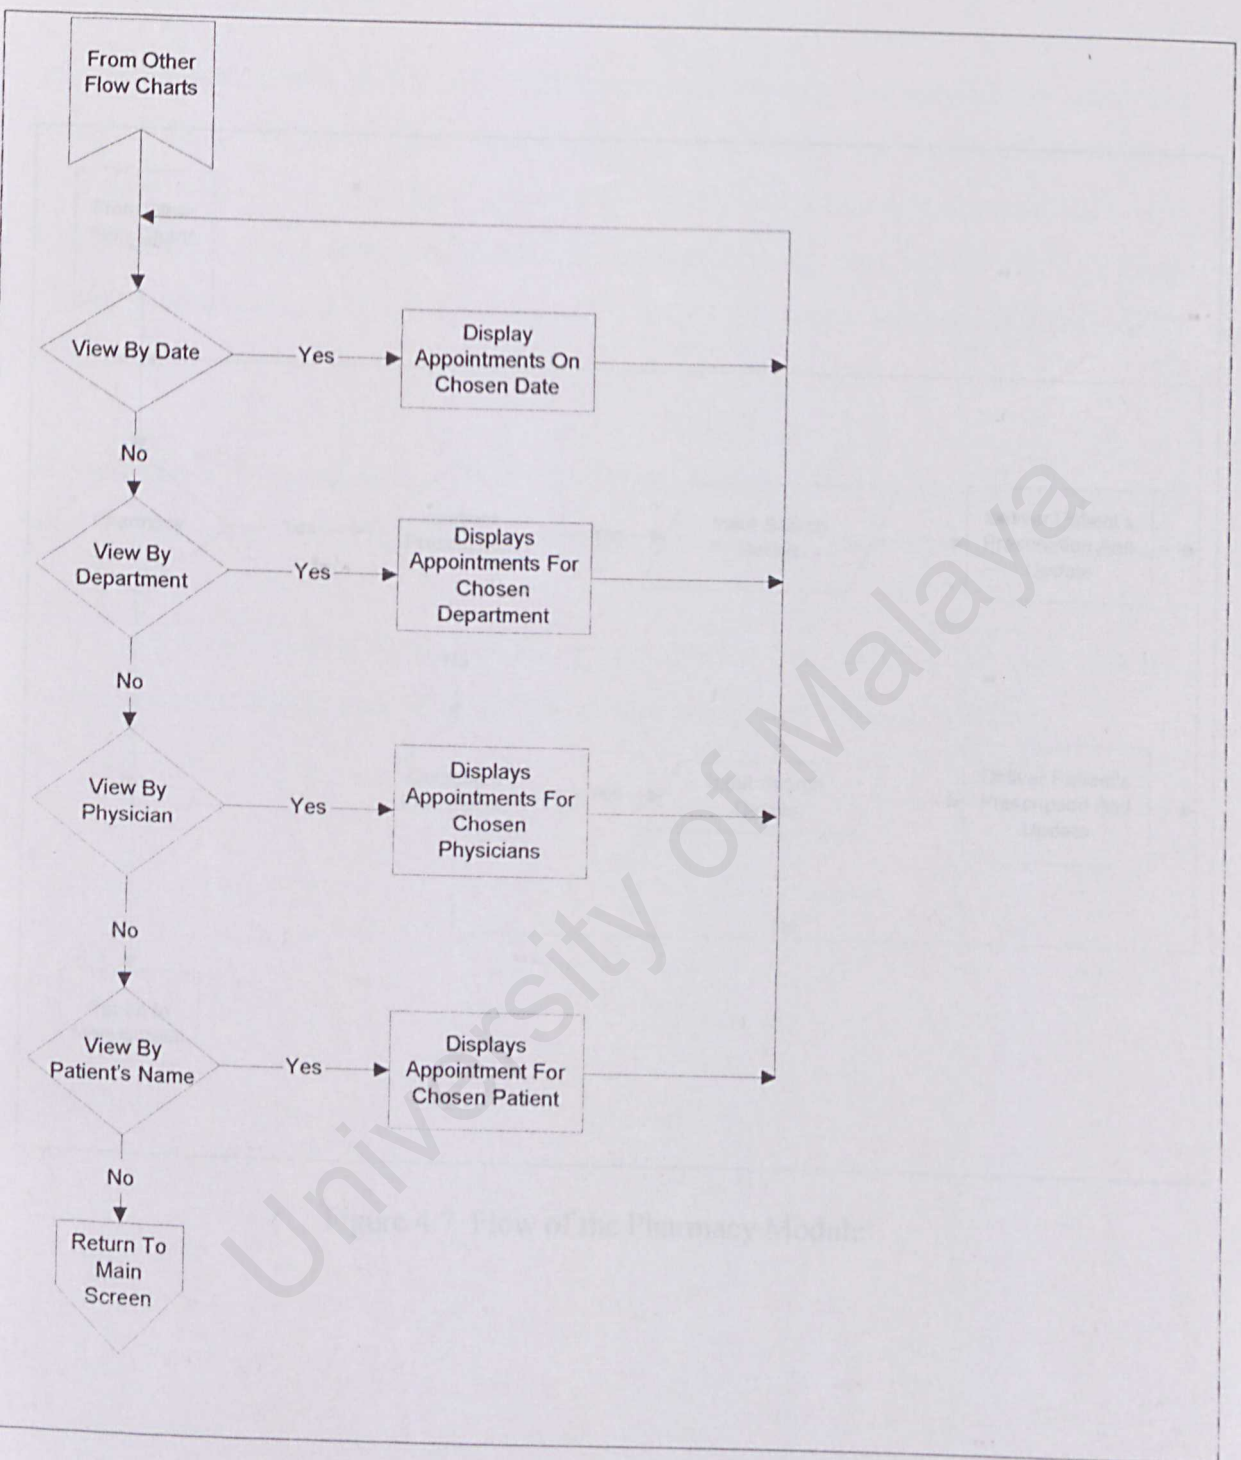 From Other
Flow Charts
View By Date
Yes
Display
Appointments On
Chosen Date
No
View By
Department
Yes
Displays
Appointments For
Chosen
Department
No
View By
Physician
Yes
Displays
Appointments For
Chosen
Physicians
No
View By
Patient's Name
Yes
Displays
Appointment For
Chosen Patient
No
Return To
Main
Screen
University of Malaya
Figure 4.7 Flow of the Pharmacy Module